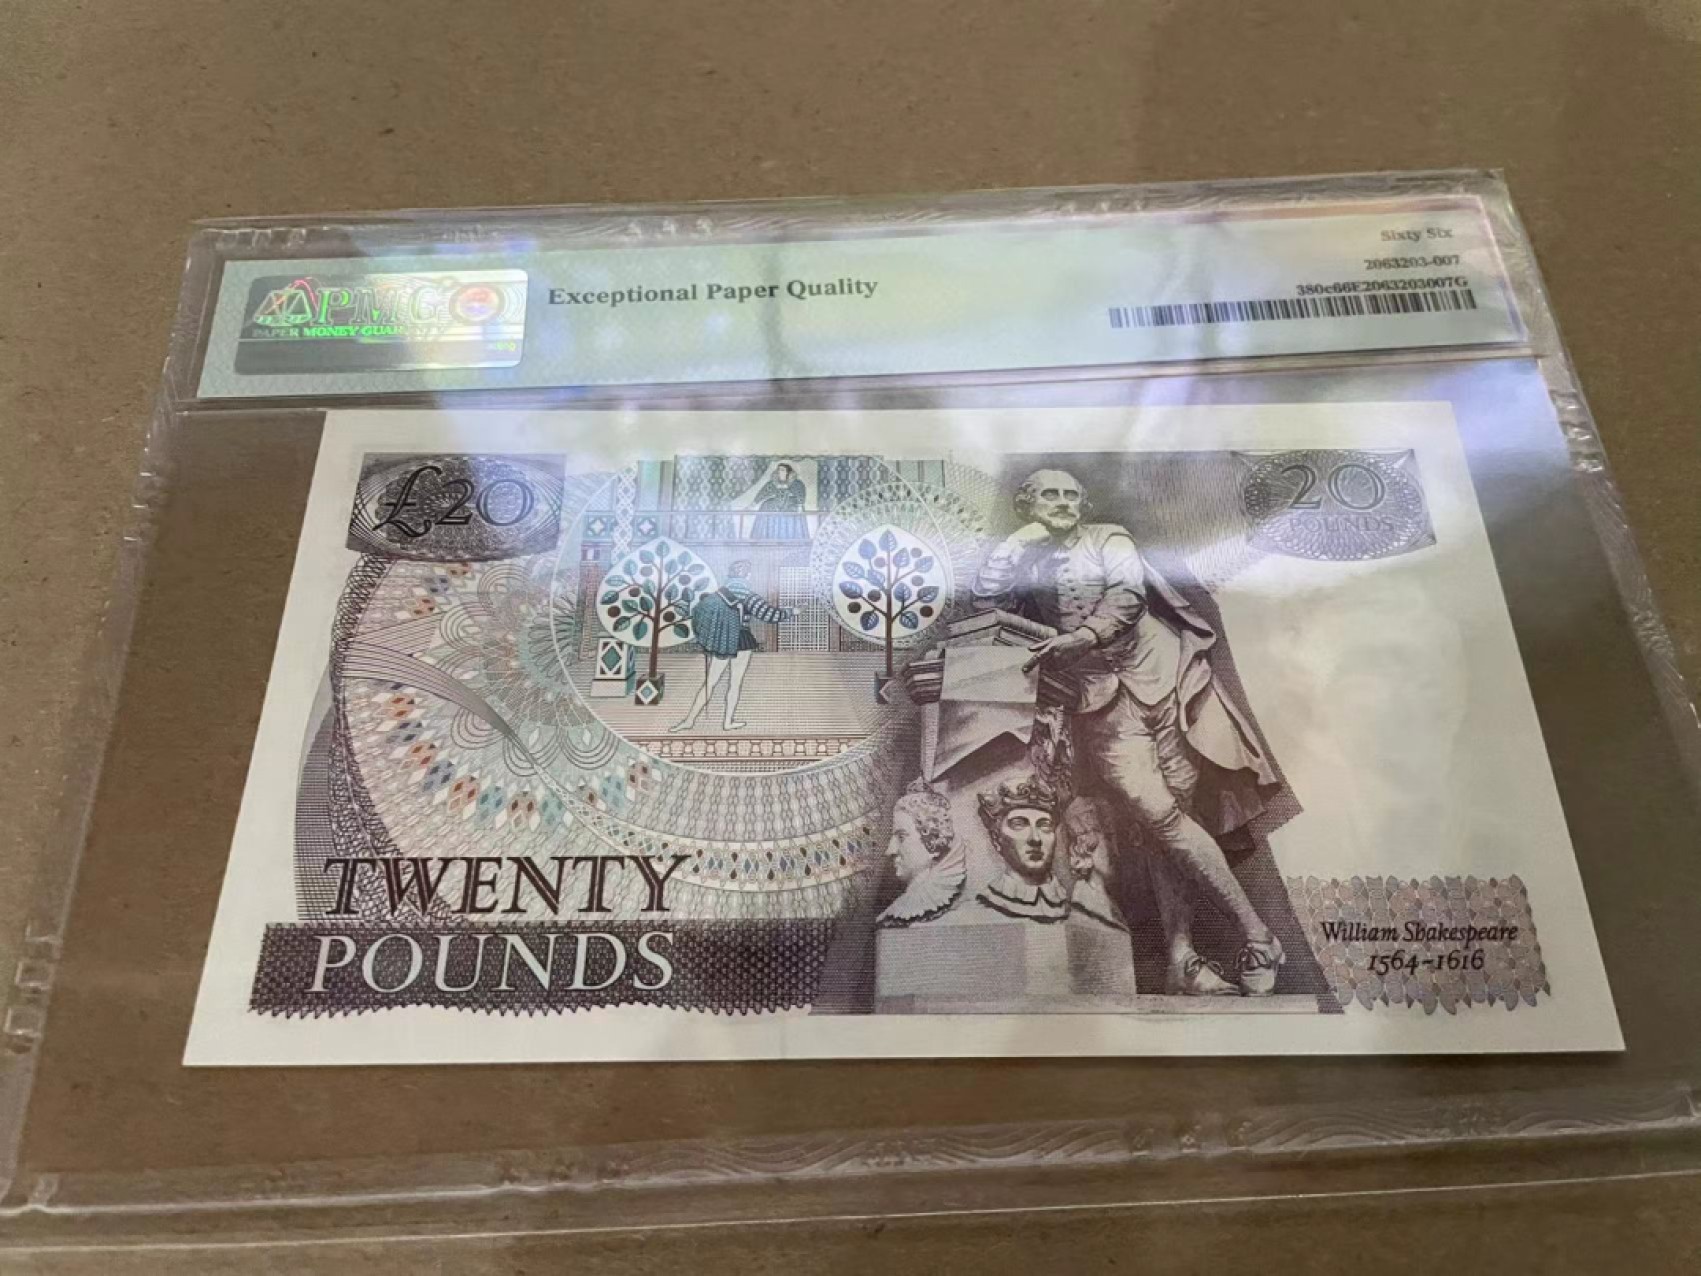 Sixty Six
2063203-007
380c66E2063203007G
PMG
PAPER MONEY
Exceptional Paper Quality
£20
20
POUNDS
TWENTY
POUNDS
William Shakespeare
1564-1616